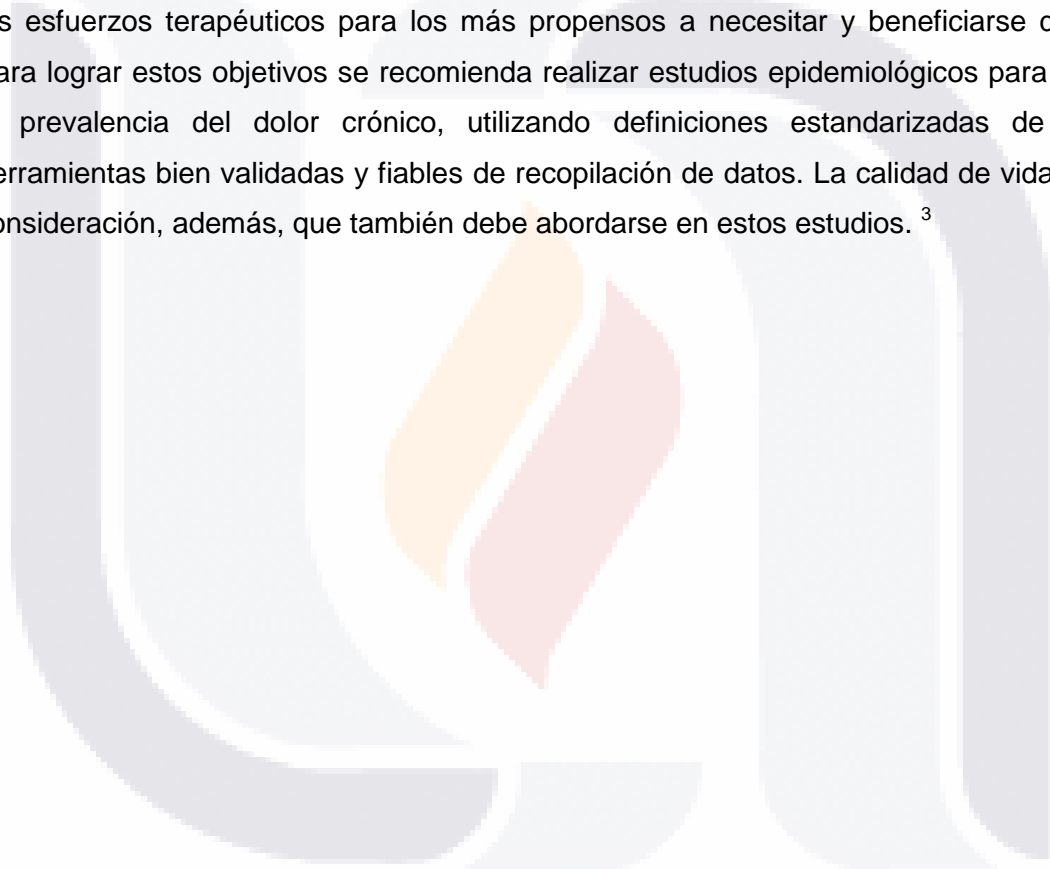 s esfuerzos terapéuticos para los más propensos a necesitar y beneficiarse
ara lograr estos objetivos se recomienda realizar estudios epidemiológicos para
prevalencia del dolor crónico, utilizando definiciones estandarizadas de
erramientas bien validadas y fiables de recopilación de datos. La calidad de vida
onsideración, además, que también debe abordarse en estos estudios. 3